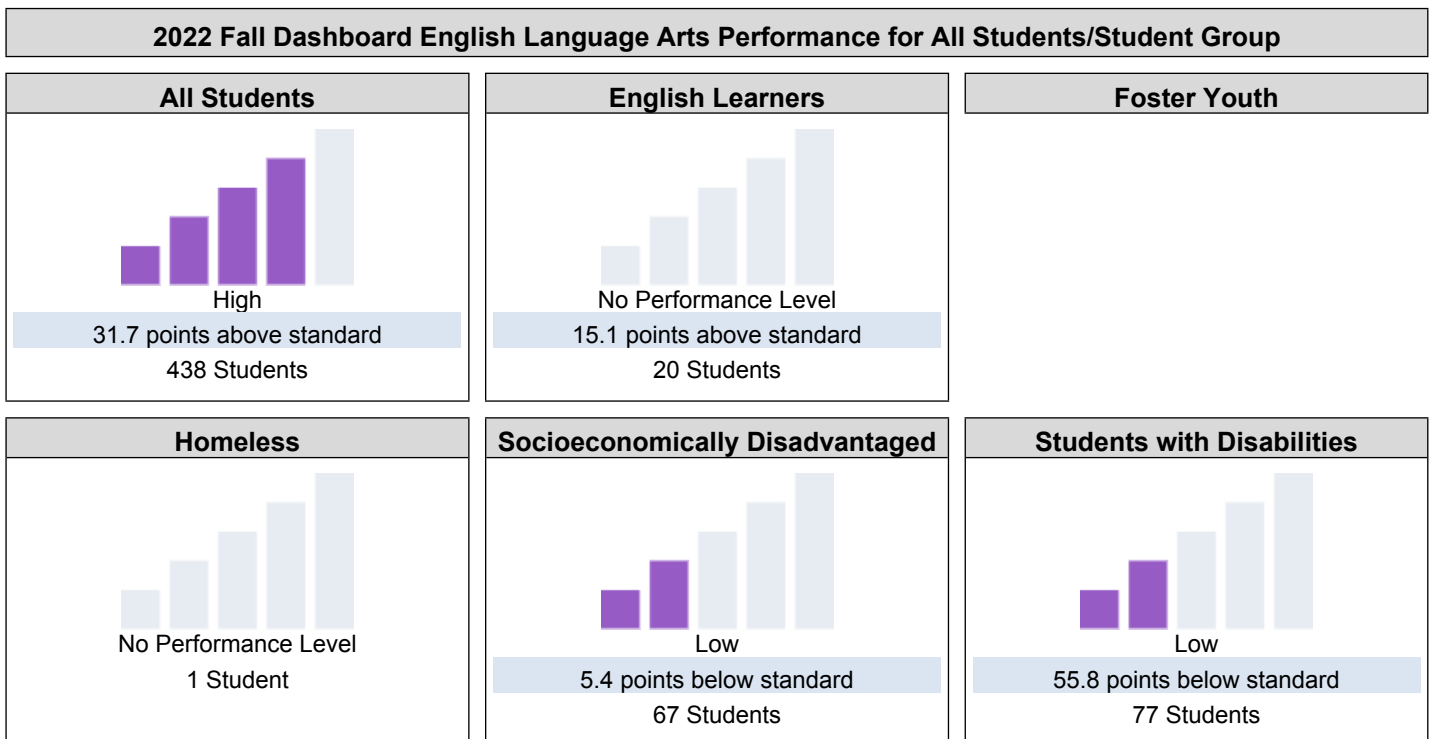 2022 Fall Dashboard English Language Arts Performance for All Students/Student Group
All Students
High
31.7 points above standard
438 Students
English Learners
No Performance Level
15.1 points above standard
20 Students
Foster Youth
Homeless
No Performance Level
1 Student
Socioeconomically Disadvantaged
Low
5.4 points below standard
67 Students
Students with Disabilities
Low
55.8 points below standard
77 Students